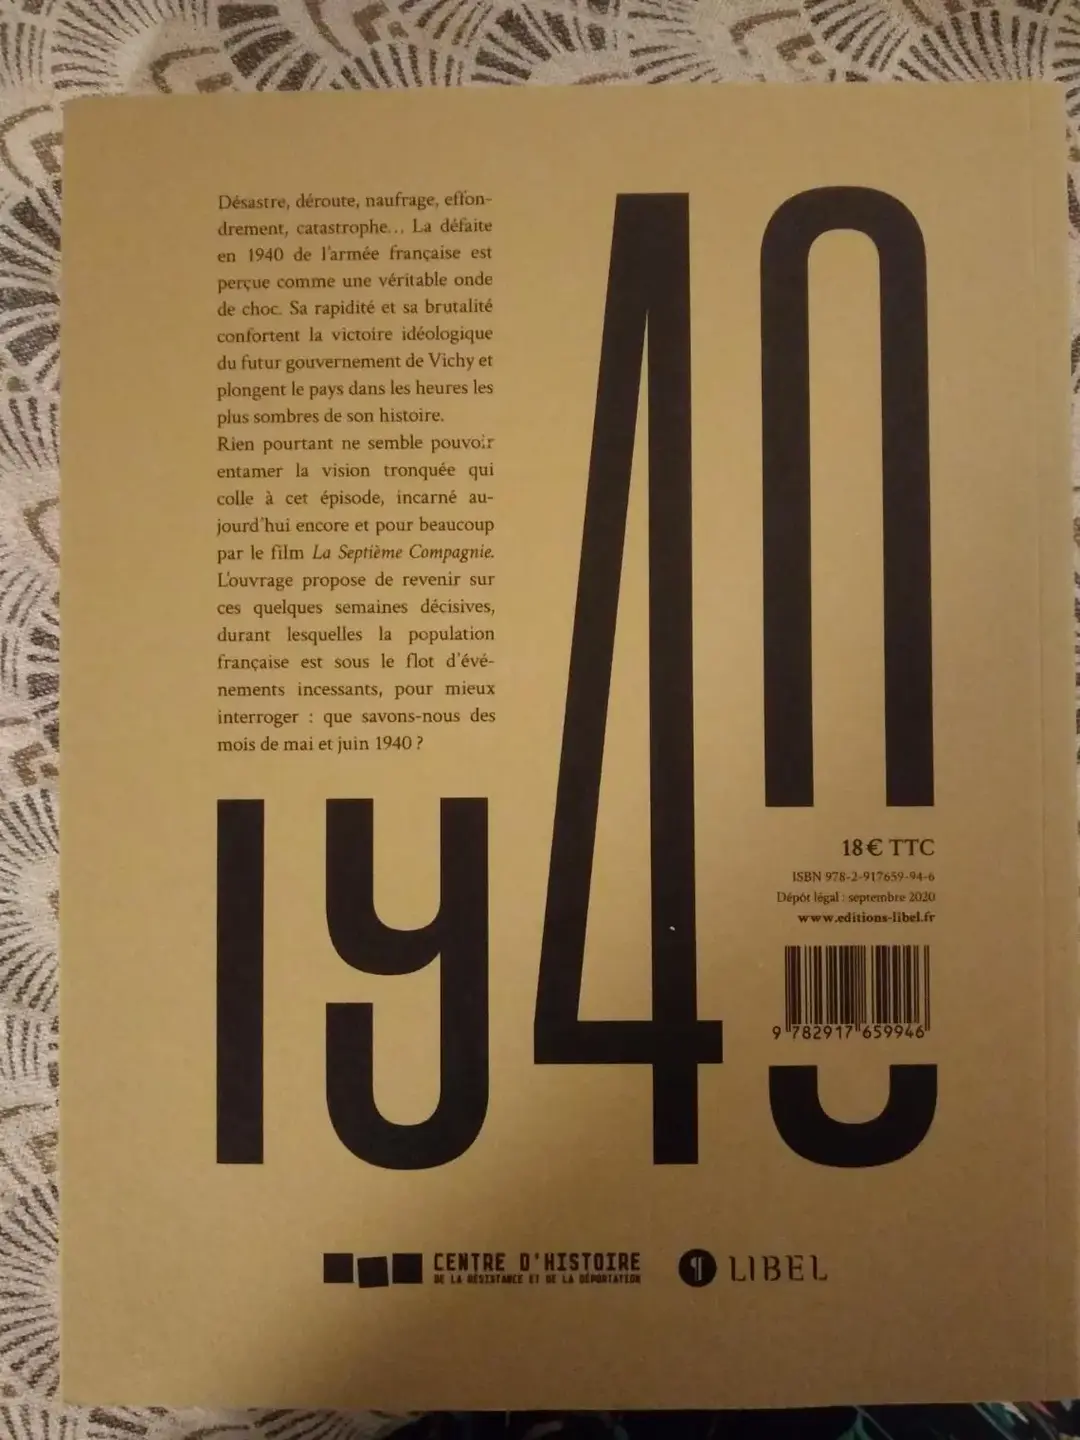 Désastre, déroute, naufrage, effon-
drement, catastrophe... La défaite
en 1940 de l'armée française est
perçue comme une véritable onde
de choc. Sa rapidité et sa brutalité
confortent la victoire idéologique
du futur gouvernement de Vichy et
plongent le pays dans les heures les
plus sombres de son histoire.
Rien pourtant ne semble pouvoir
entamer la vision tronquée qui
colle à cet épisode, incarné au-
jourd'hui encore et pour beaucoup
par le film La Septième Compagnie.
L'ouvrage propose de revenir sur
ces quelques semaines décisives,
durant lesquelles la population
française est sous le flot d'évé-
nements incessants, pour mieux
interroger : que savons-nous des
mois de mai et juin 1940 ?
1940
18 € TTC
ISBN 978-2-917659-94-6
Dépôt légal : septembre 2020
www.editions-libel.fr
9 782917 659946
CENTRE D'HISTOIRE
DE LA RÉSISTANCE ET DE LA DÉPORTATION
¶ LIBEL